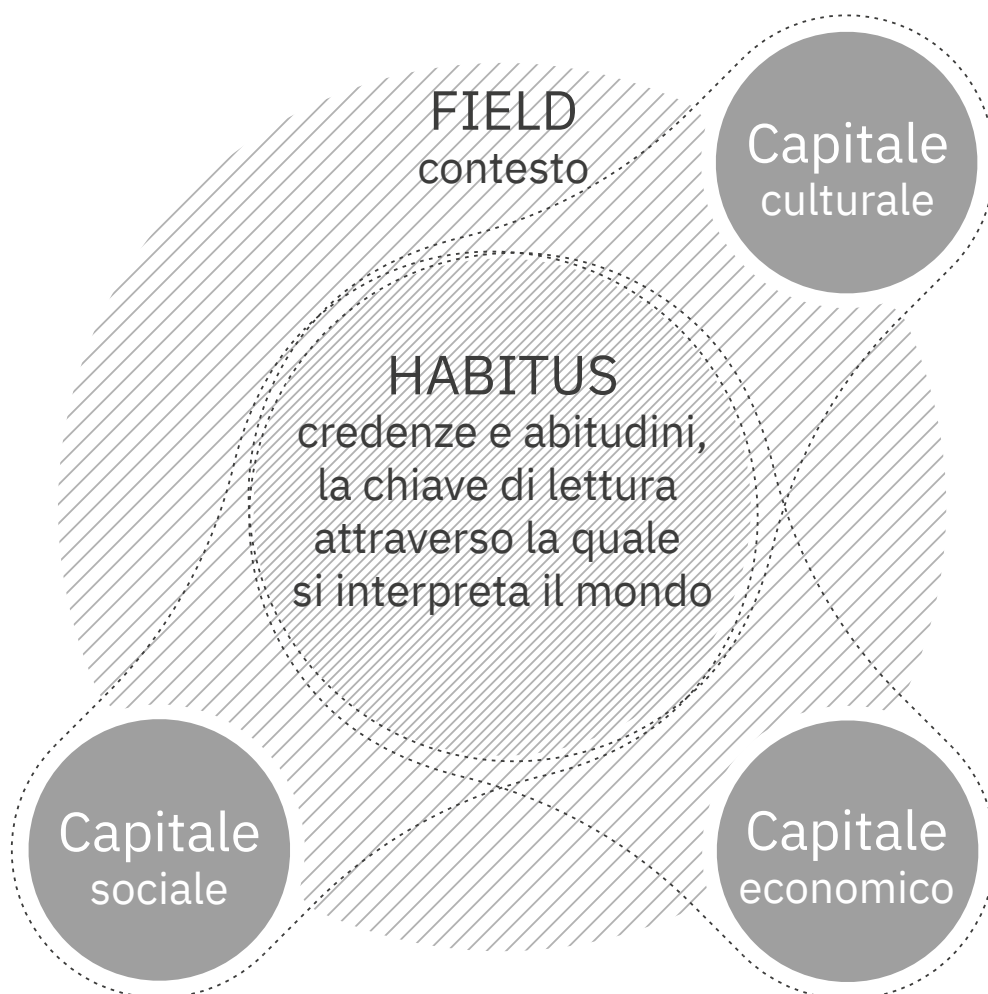 FIELD
contesto
Capitale
culturale
HABITUS
credenze e abitudini,
la chiave di lettura
attraverso la quale
si interpreta il mondo
Capitale
sociale
Capitale
economico